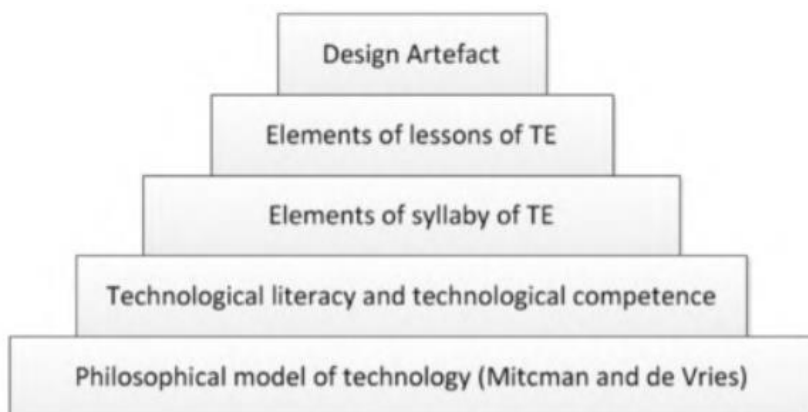 Design Artefact
Elements of lessons of TE
Elements of syllaby of TE
Technological literacy and technological competence
Philosophical model of technology (Mitcman and de Vries)